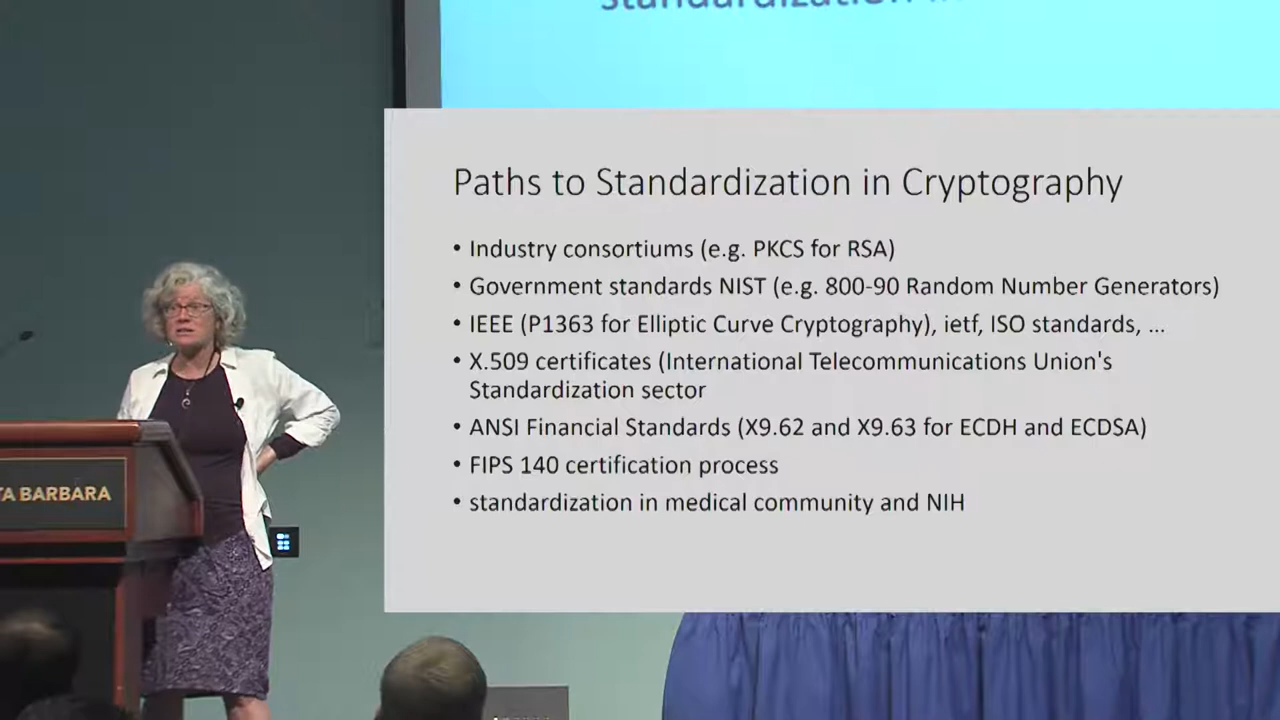 Paths to Standardization in Cryptography
• Industry consortiums (e.g. PKCS for RSA)
• Government standards NIST (e.g. 800-90 Random Number Generators)
• IEEE (P1363 for Elliptic Curve Cryptography), ietf, ISO standards, ...
• X.509 certificates (International Telecommunications Union's
Standardization sector
• ANSI Financial Standards (X9.62 and X9.63 for ECDH and ECDSA)
• FIPS 140 certification process
• standardization in medical community and NIH
TA BARBARA